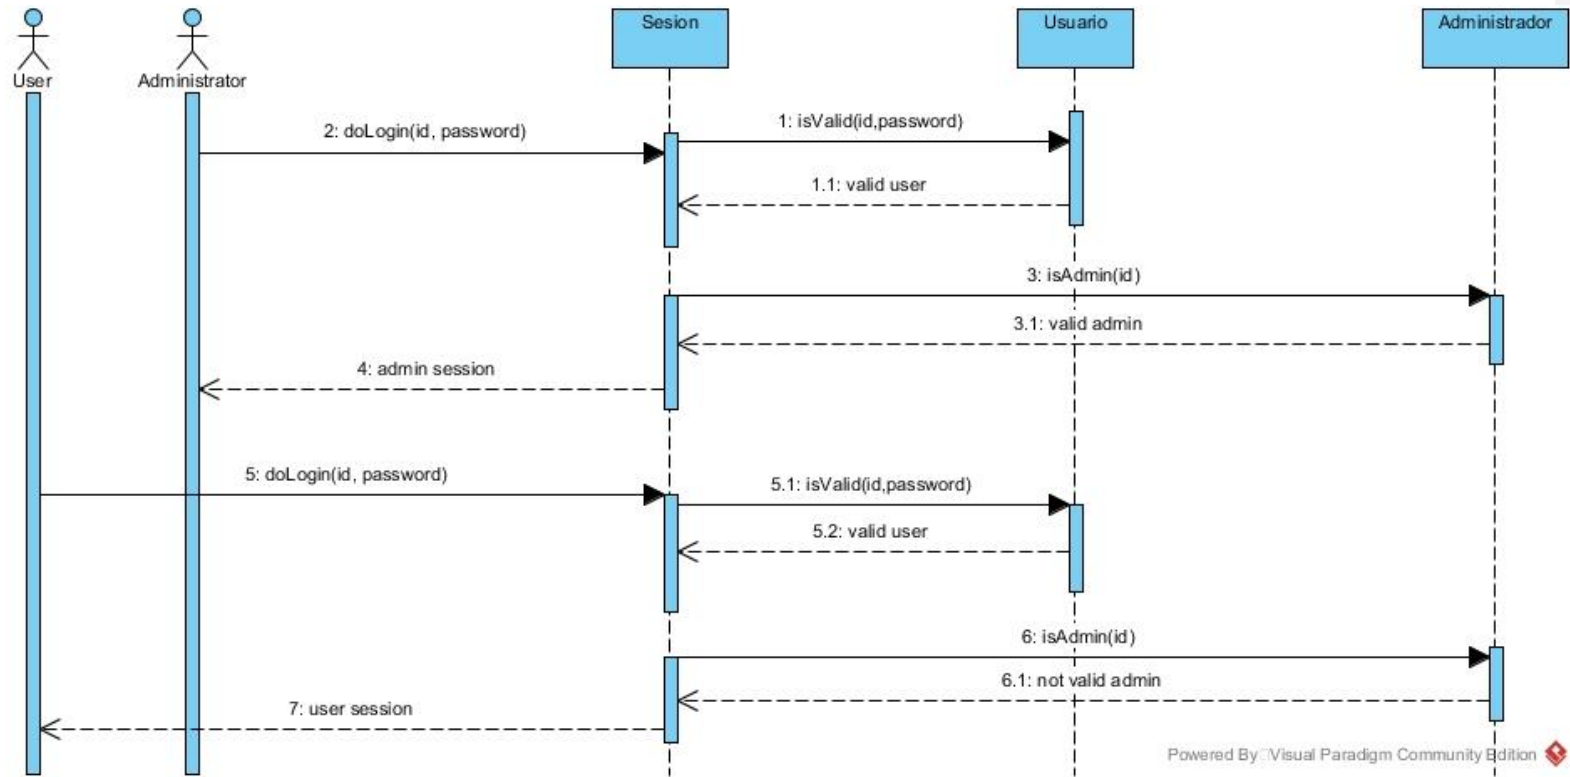 Sesion
Usuario
Administrador
User
Administrator
2: doLogin(id, password)
1: isValid(id,password)
1.1: valid user
3: isAdmin(id)
3.1: valid admin
4: admin session
5: doLogin(id, password)
5.1: isValid(id,password)
5.2: valid user
6: isAdmin(id)
6.1: not valid admin
7: user session
Powered By Visual Paradigm Community Edition